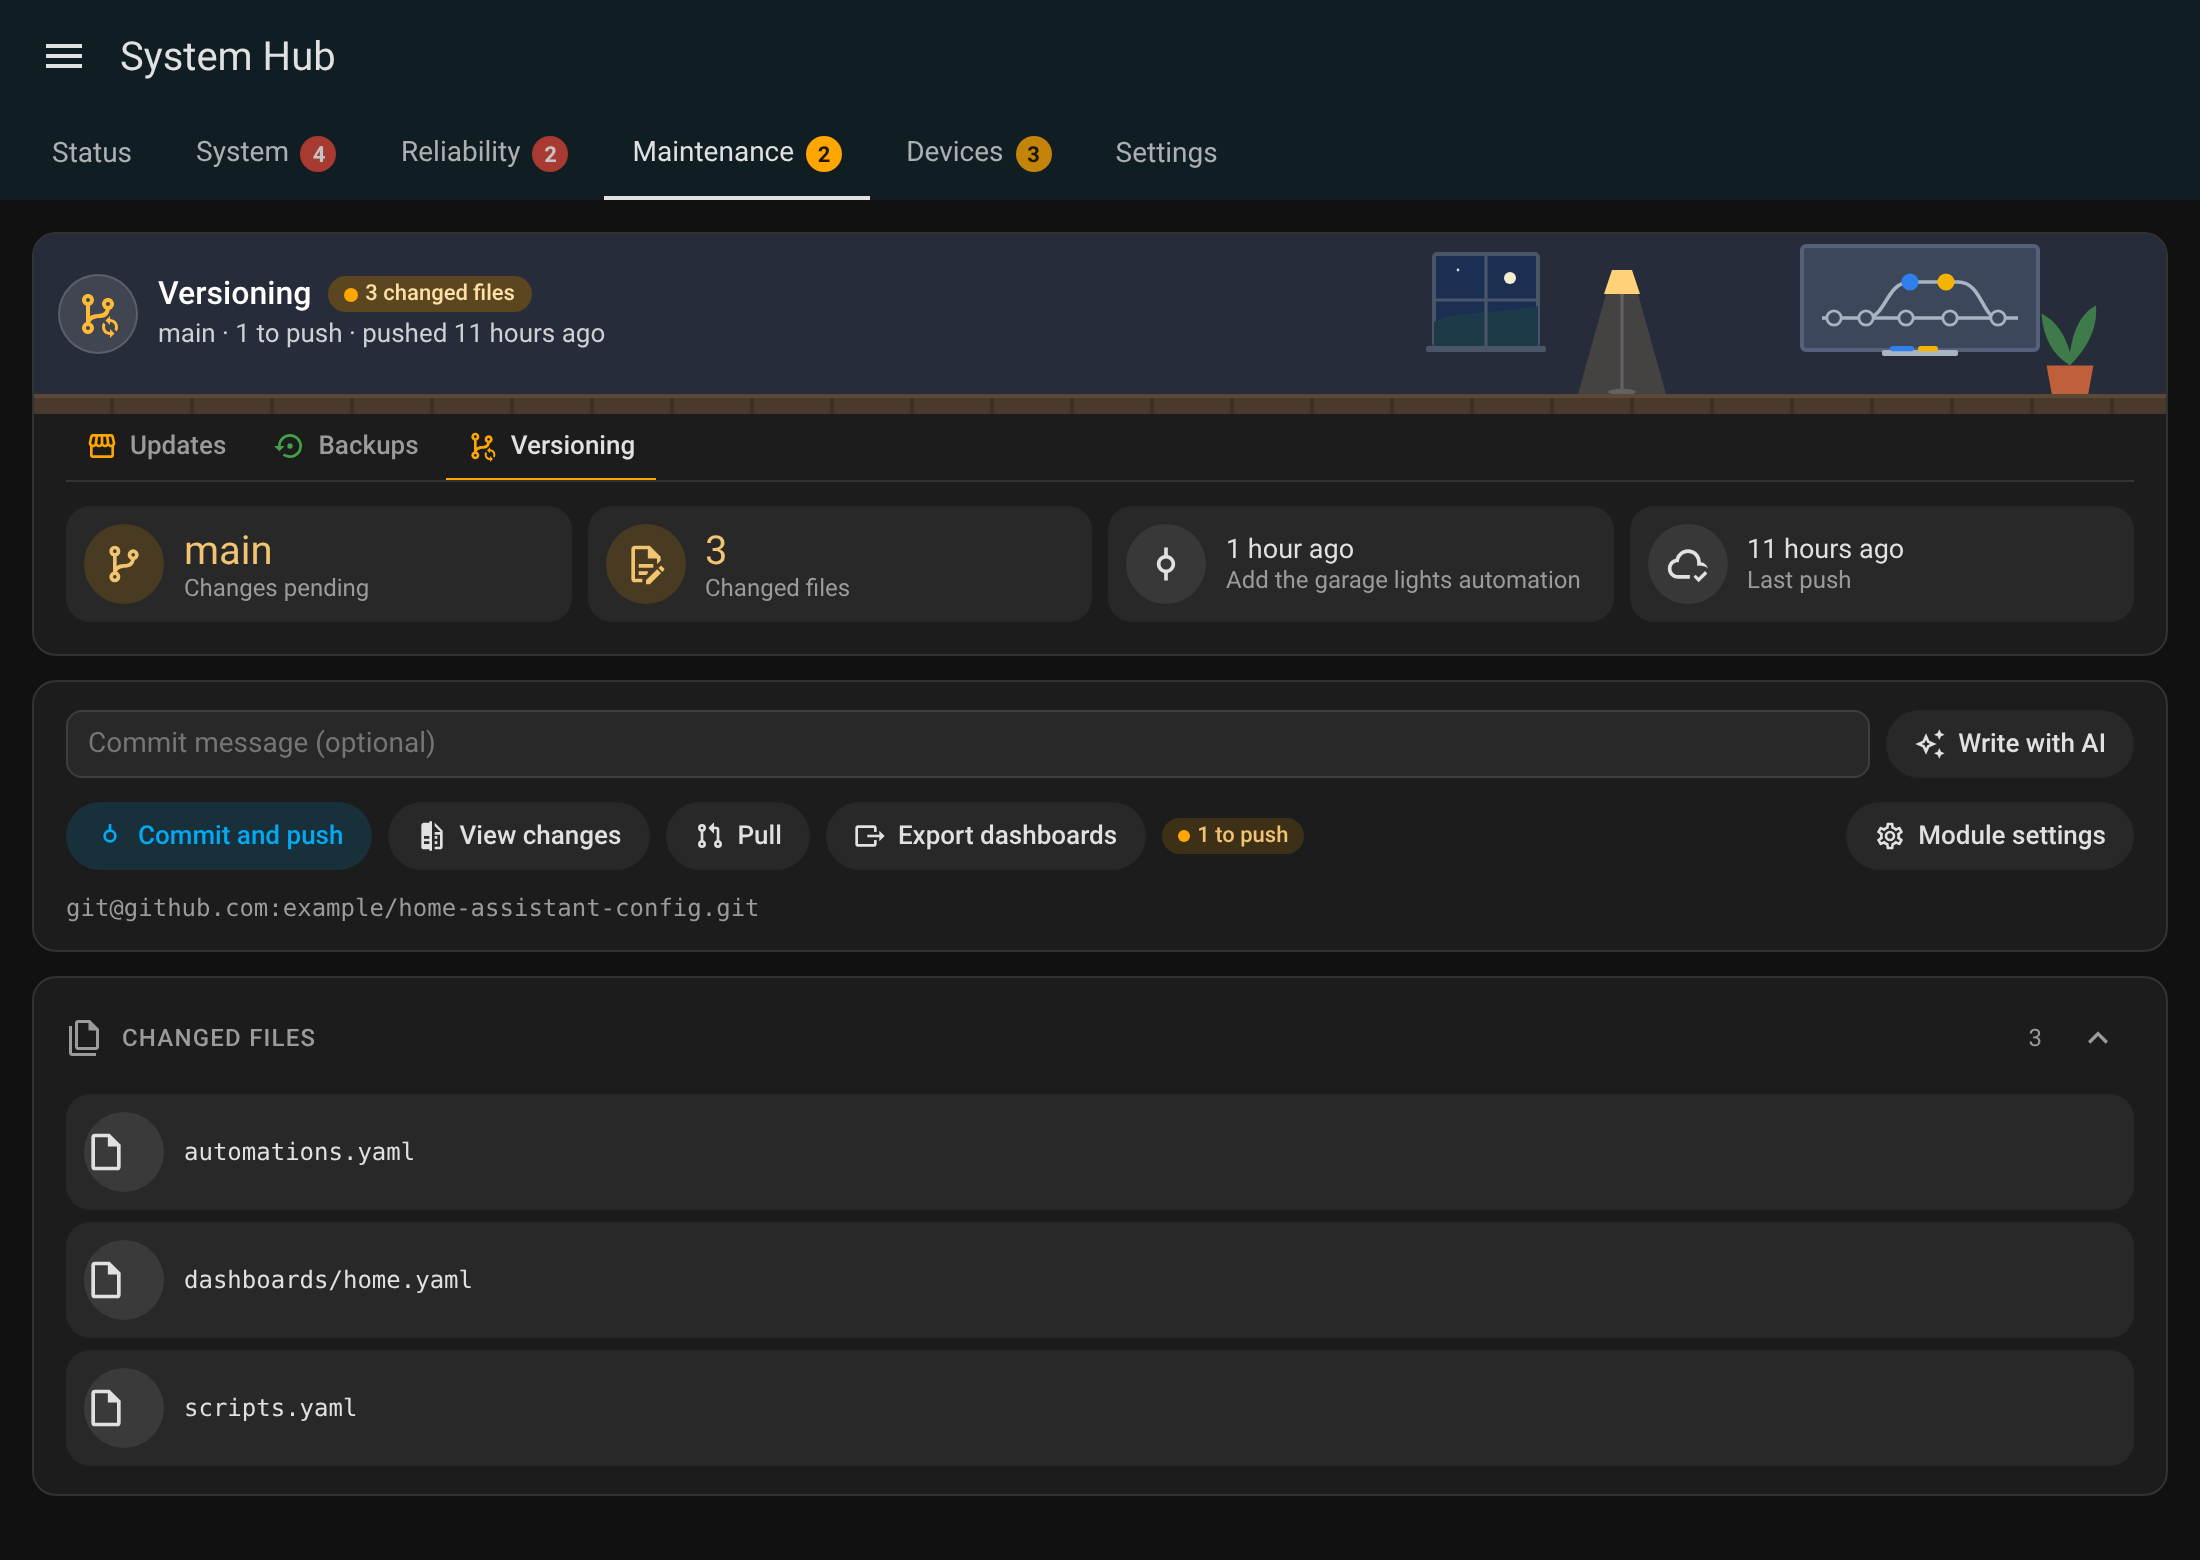 System Hub
Status
System 4
Reliability 2
Maintenance 2
Devices 3
Settings
Versioning
3 changed files
main · 1 to push · pushed 11 hours ago
Updates
Backups
Versioning
main
Changes pending
3
Changed files
1 hour ago
Add the garage lights automation
11 hours ago
Last push
Commit message (optional)
Write with AI
Commit and push
View changes
Pull
Export dashboards
1 to push
Module settings
git@github.com:example/home-assistant-config.git
CHANGED FILES
3
automations.yaml
dashboards/home.yaml
scripts.yaml